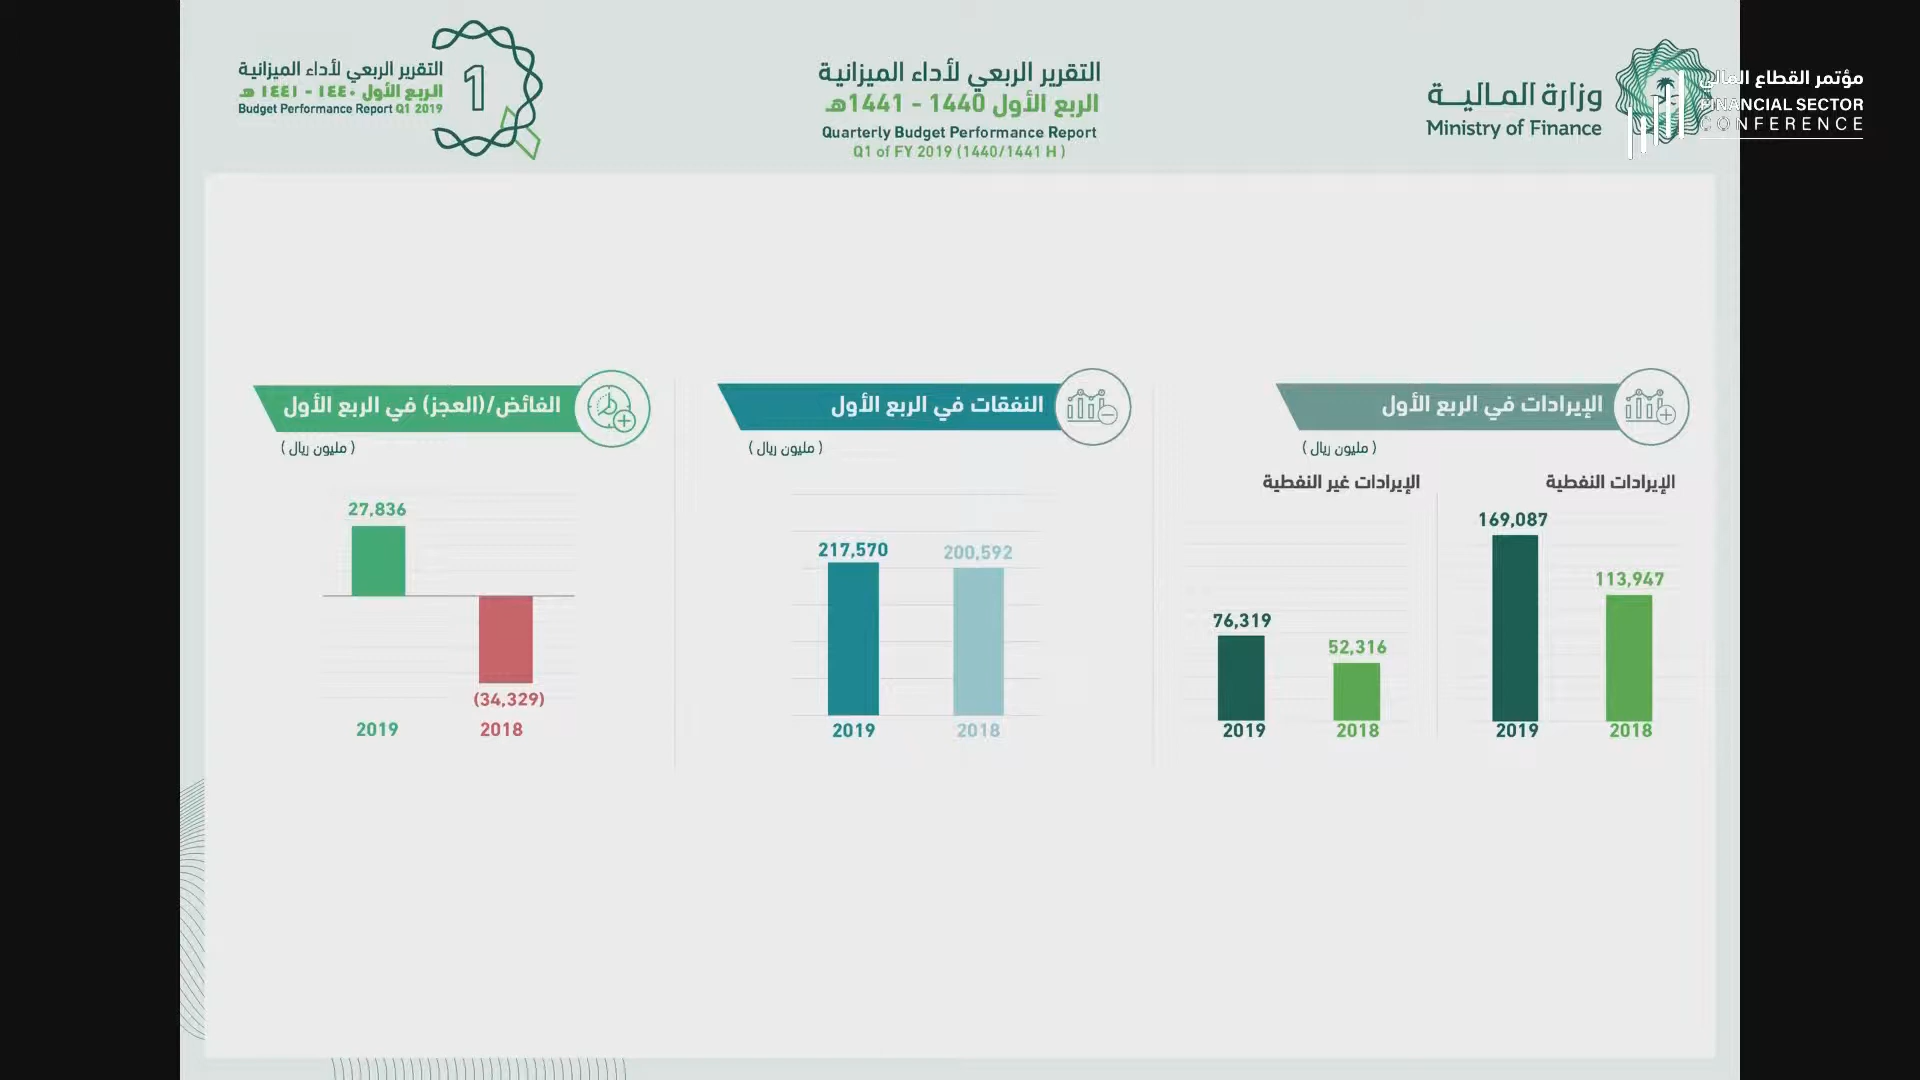 التقرير الربعي لأداء الميزانية
الربع الأول ١٤٤٠ - ١٤٤١ هـ
Budget Performance Report Q1 2019
1
التقرير الربعي لأداء الميزانية
الربع الأول 1440 - 1441هـ
Quarterly Budget Performance Report
Q1 of FY 2019 (1440/1441 H )
وزارة المالية
Ministry of Finance
مؤتمر القطاع المالي
FINANCIAL SECTOR
CONFERENCE
الإيرادات في الربع الأول
( مليون ريال )
الإيرادات النفطية
169,087
113,947
2019
2018
الإيرادات غير النفطية
76,319
52,316
2019
2018
النفقات في الربع الأول
( مليون ريال )
217,570
200,592
2019
2018
الفائض/(العجز) في الربع الأول
( مليون ريال )
27,836
(34,329)
2019
2018